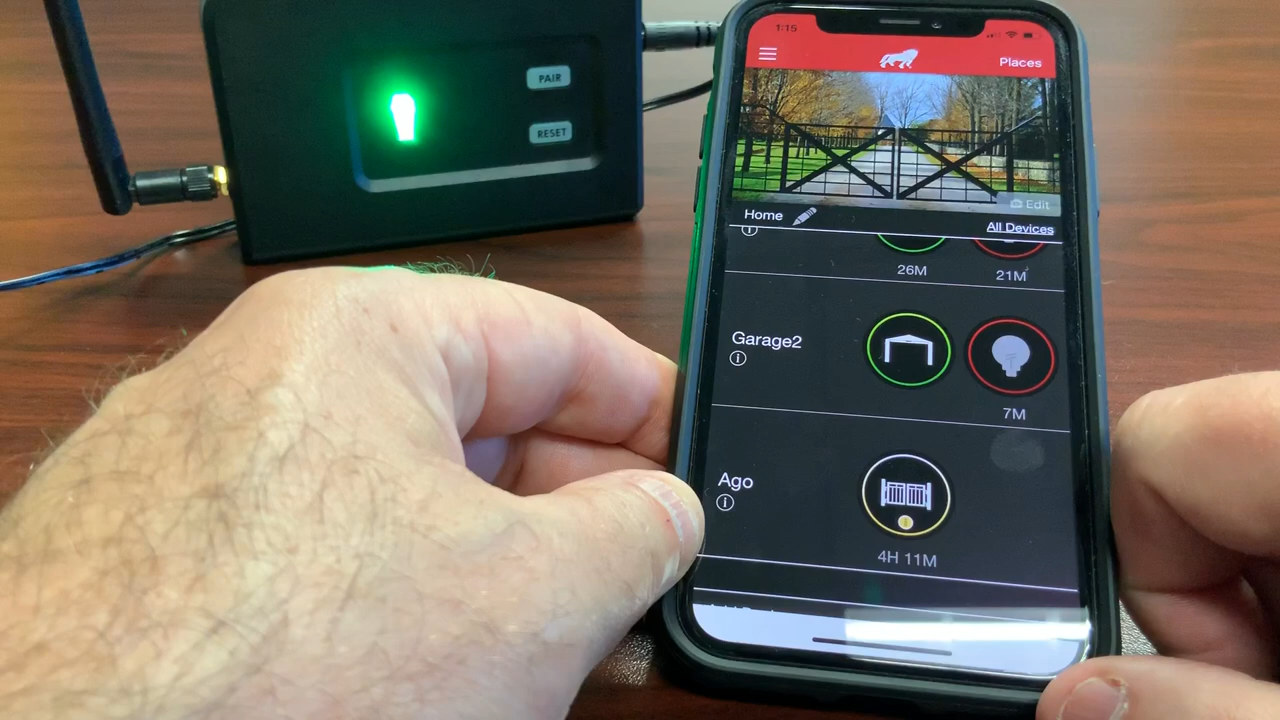 PAIR
RESET
1:15
Places
Edit
Home
All Devices
26M
21M
Garage2
7M
Ago
4H 11M